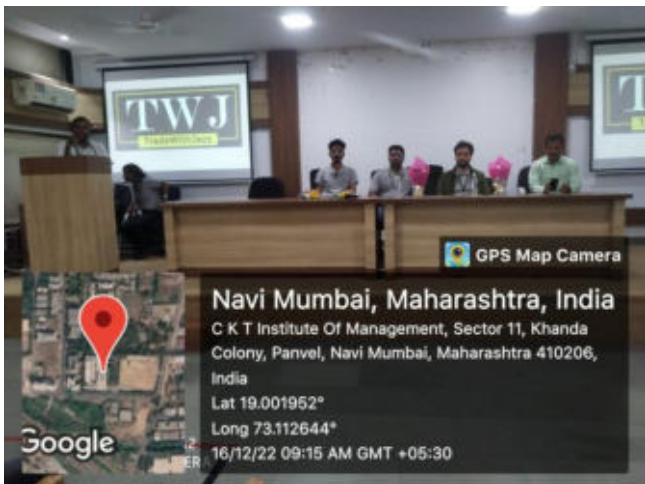 TWJ
TradeWithJazz
T
GPS Map Camera
Navi Mumbai, Maharashtra, India
C K T Institute Of Management, Sector 11, Khanda
Colony, Panvel, Navi Mumbai, Maharashtra 410206,
India
Lat 19.001952°
Long 73.112644°
16/12/22 09:15 AM GMT +05:30
Google